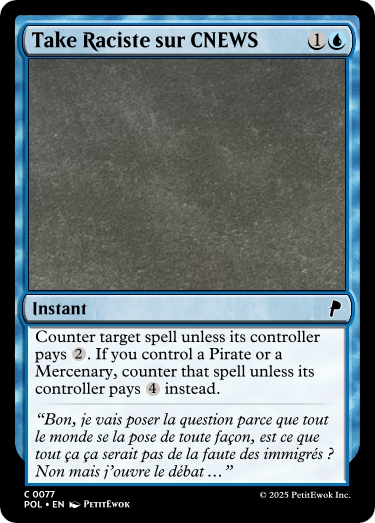 Take Raciste sur CNEWS 1
Instant
Counter target spell unless its controller
pays 2. If you control a Pirate or a
Mercenary, counter that spell unless its
controller pays 4 instead.
“Bon, je vais poser la question parce que tout
le monde se la pose de toute façon, est ce que
tout ça ça serait pas de la faute des immigrés ?
Non mais j'ouvre le débat …”
C 0077
POL • EN PetitEwok
© 2025 PetitEwok Inc.